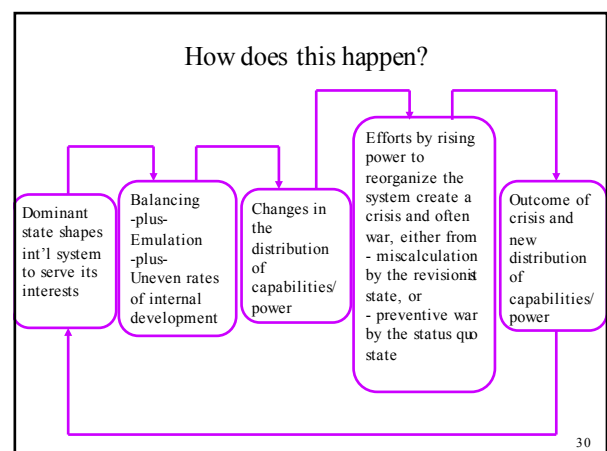 How does this happen?
Dominant
state shapes
int'l system
to serve its
interests
Balancing
-plus-
Emulation
-plus-
Uneven rates
of internal
development
Changes in
the
distribution
of
capabilities/
power
Efforts by rising
power to
reorganize the
system create a
crisis and often
war, either from
- miscalculation
by the revisionist
state, or
- preventive war
by the status quo
state
Outcome of
crisis and
new
distribution
of
capabilities/
power
30